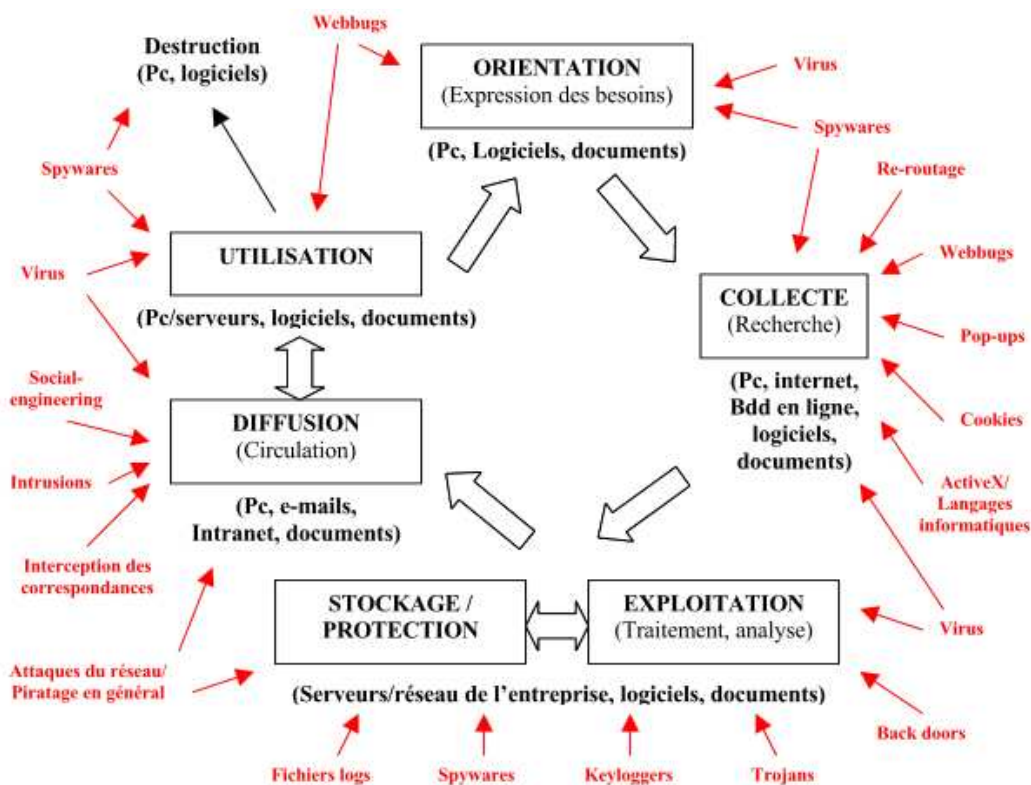 Webbugs
Destruction
(Pc, logiciels)
ORIENTATION
(Expression des besoins)
Virus
(Pc, Logiciels, documents)
Spywares
Spywares
Re-routage
UTILISATION
Webbugs
Virus
(Pc/serveurs, logiciels, documents)
COLLECTE
(Recherche)
Pop-ups
Social-
engineering
(Pc, internet,
Bdd en ligne,
logiciels,
documents)
DIFFUSION
(Circulation)
Cookies
Intrusions
ActiveX/
Langages
informatiques
(Pc, e-mails,
Intranet, documents)
Interception des
correspondances
STOCKAGE /
PROTECTION
EXPLOITATION
(Traitement, analyse)
Virus
Attaques du réseau/
Piratage en général
(Serveurs/réseau de l'entreprise, logiciels, documents)
Back doors
Fichiers logs
Spywares
Keyloggers
Trojans